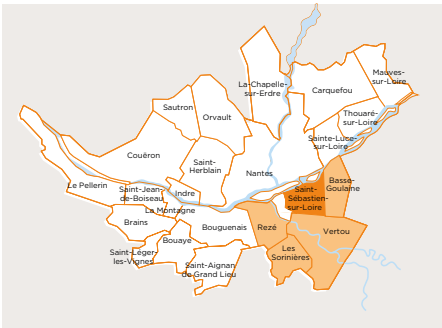 Mauves-
sur-Loire
La-Chapelle-
sur-Erdre
Carquefou
Sautron
Orvault
Thouaré-
sur-Loire
Sainte-Luce-
sur-Loire
Couëron
Saint-
Herblain
Nantes
Basse-
Goulaine
Le Pellerin
Saint-Jean-
de-Boiseau
Indre
Saint-
Sébastien-
sur-Loire
La Montagne
Brains
Bouguenais
Rezé
Vertou
Bouaye
Les
Sorinières
Saint-Léger-
les-Vignes
Saint-Aignan
de Grand Lieu